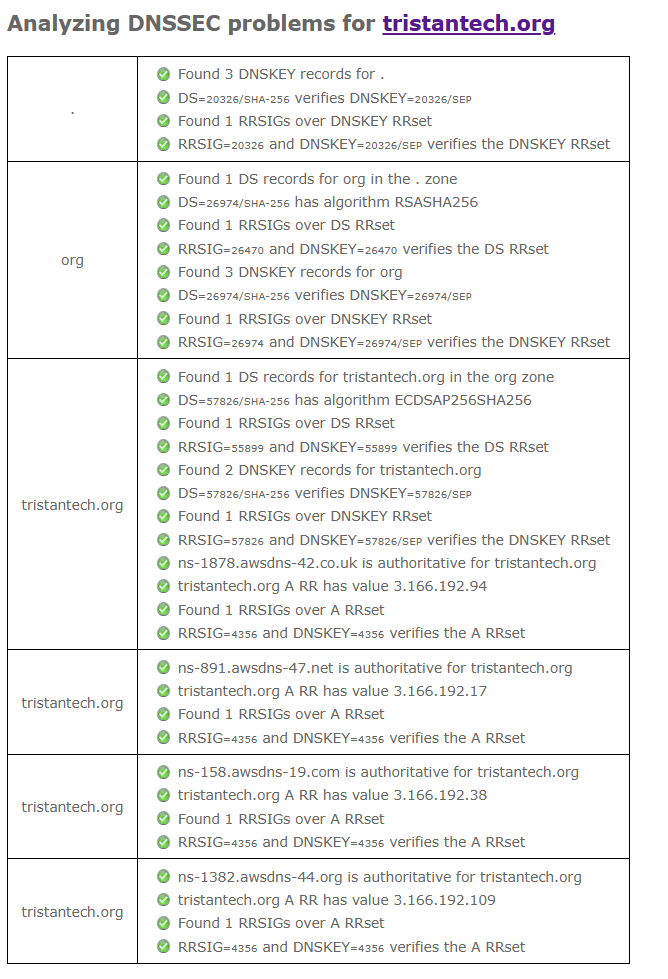 Analyzing DNSSEC problems for tristantech.org
.
Found 3 DNSKEY records for .
DS=20326/SHA-256 verifies DNSKEY=20326/SEP
Found 1 RRSIGs over DNSKEY RRset
RRSIG=20326 and DNSKEY=20326/SEP verifies the DNSKEY RRset
org
Found 1 DS records for org in the . zone
DS=26974/SHA-256 has algorithm RSASHA256
Found 1 RRSIGs over DS RRset
RRSIG=26470 and DNSKEY=26470 verifies the DS RRset
Found 3 DNSKEY records for org
DS=26974/SHA-256 verifies DNSKEY=26974/SEP
Found 1 RRSIGs over DNSKEY RRset
RRSIG=26974 and DNSKEY=26974/SEP verifies the DNSKEY RRset
tristantech.org
Found 1 DS records for tristantech.org in the org zone
DS=57826/SHA-256 has algorithm ECDSAP256SHA256
Found 1 RRSIGs over DS RRset
RRSIG=55899 and DNSKEY=55899 verifies the DS RRset
Found 2 DNSKEY records for tristantech.org
DS=57826/SHA-256 verifies DNSKEY=57826/SEP
Found 1 RRSIGs over DNSKEY RRset
RRSIG=57826 and DNSKEY=57826/SEP verifies the DNSKEY RRset
ns-1878.awsdns-42.co.uk is authoritative for tristantech.org
tristantech.org A RR has value 3.166.192.94
Found 1 RRSIGs over A RRset
RRSIG=4356 and DNSKEY=4356 verifies the A RRset
tristantech.org
ns-891.awsdns-47.net is authoritative for tristantech.org
tristantech.org A RR has value 3.166.192.17
Found 1 RRSIGs over A RRset
RRSIG=4356 and DNSKEY=4356 verifies the A RRset
tristantech.org
ns-158.awsdns-19.com is authoritative for tristantech.org
tristantech.org A RR has value 3.166.192.38
Found 1 RRSIGs over A RRset
RRSIG=4356 and DNSKEY=4356 verifies the A RRset
tristantech.org
ns-1382.awsdns-44.org is authoritative for tristantech.org
tristantech.org A RR has value 3.166.192.109
Found 1 RRSIGs over A RRset
RRSIG=4356 and DNSKEY=4356 verifies the A RRset